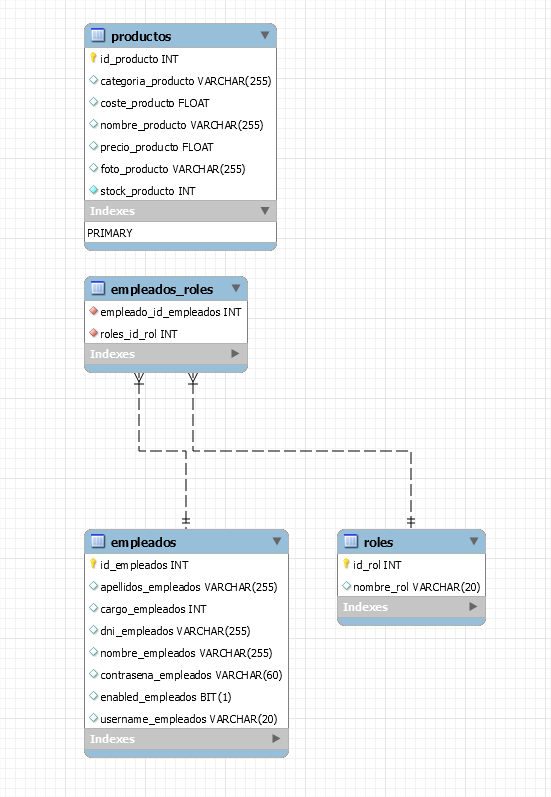 productos
id_producto INT
categoria_producto VARCHAR(255)
coste_producto FLOAT
nombre_producto VARCHAR(255)
precio_producto FLOAT
foto_producto VARCHAR(255)
stock_producto INT
Indexes
PRIMARY
empleados_roles
empleado_id_empleados INT
roles_id_rol INT
Indexes
empleados
id_empleados INT
apellidos_empleados VARCHAR(255)
cargo_empleados INT
dni_empleados VARCHAR(255)
nombre_empleados VARCHAR(255)
contrasena_empleados VARCHAR(60)
enabled_empleados BIT(1)
username_empleados VARCHAR(20)
Indexes
roles
id_rol INT
nombre_rol VARCHAR(20)
Indexes